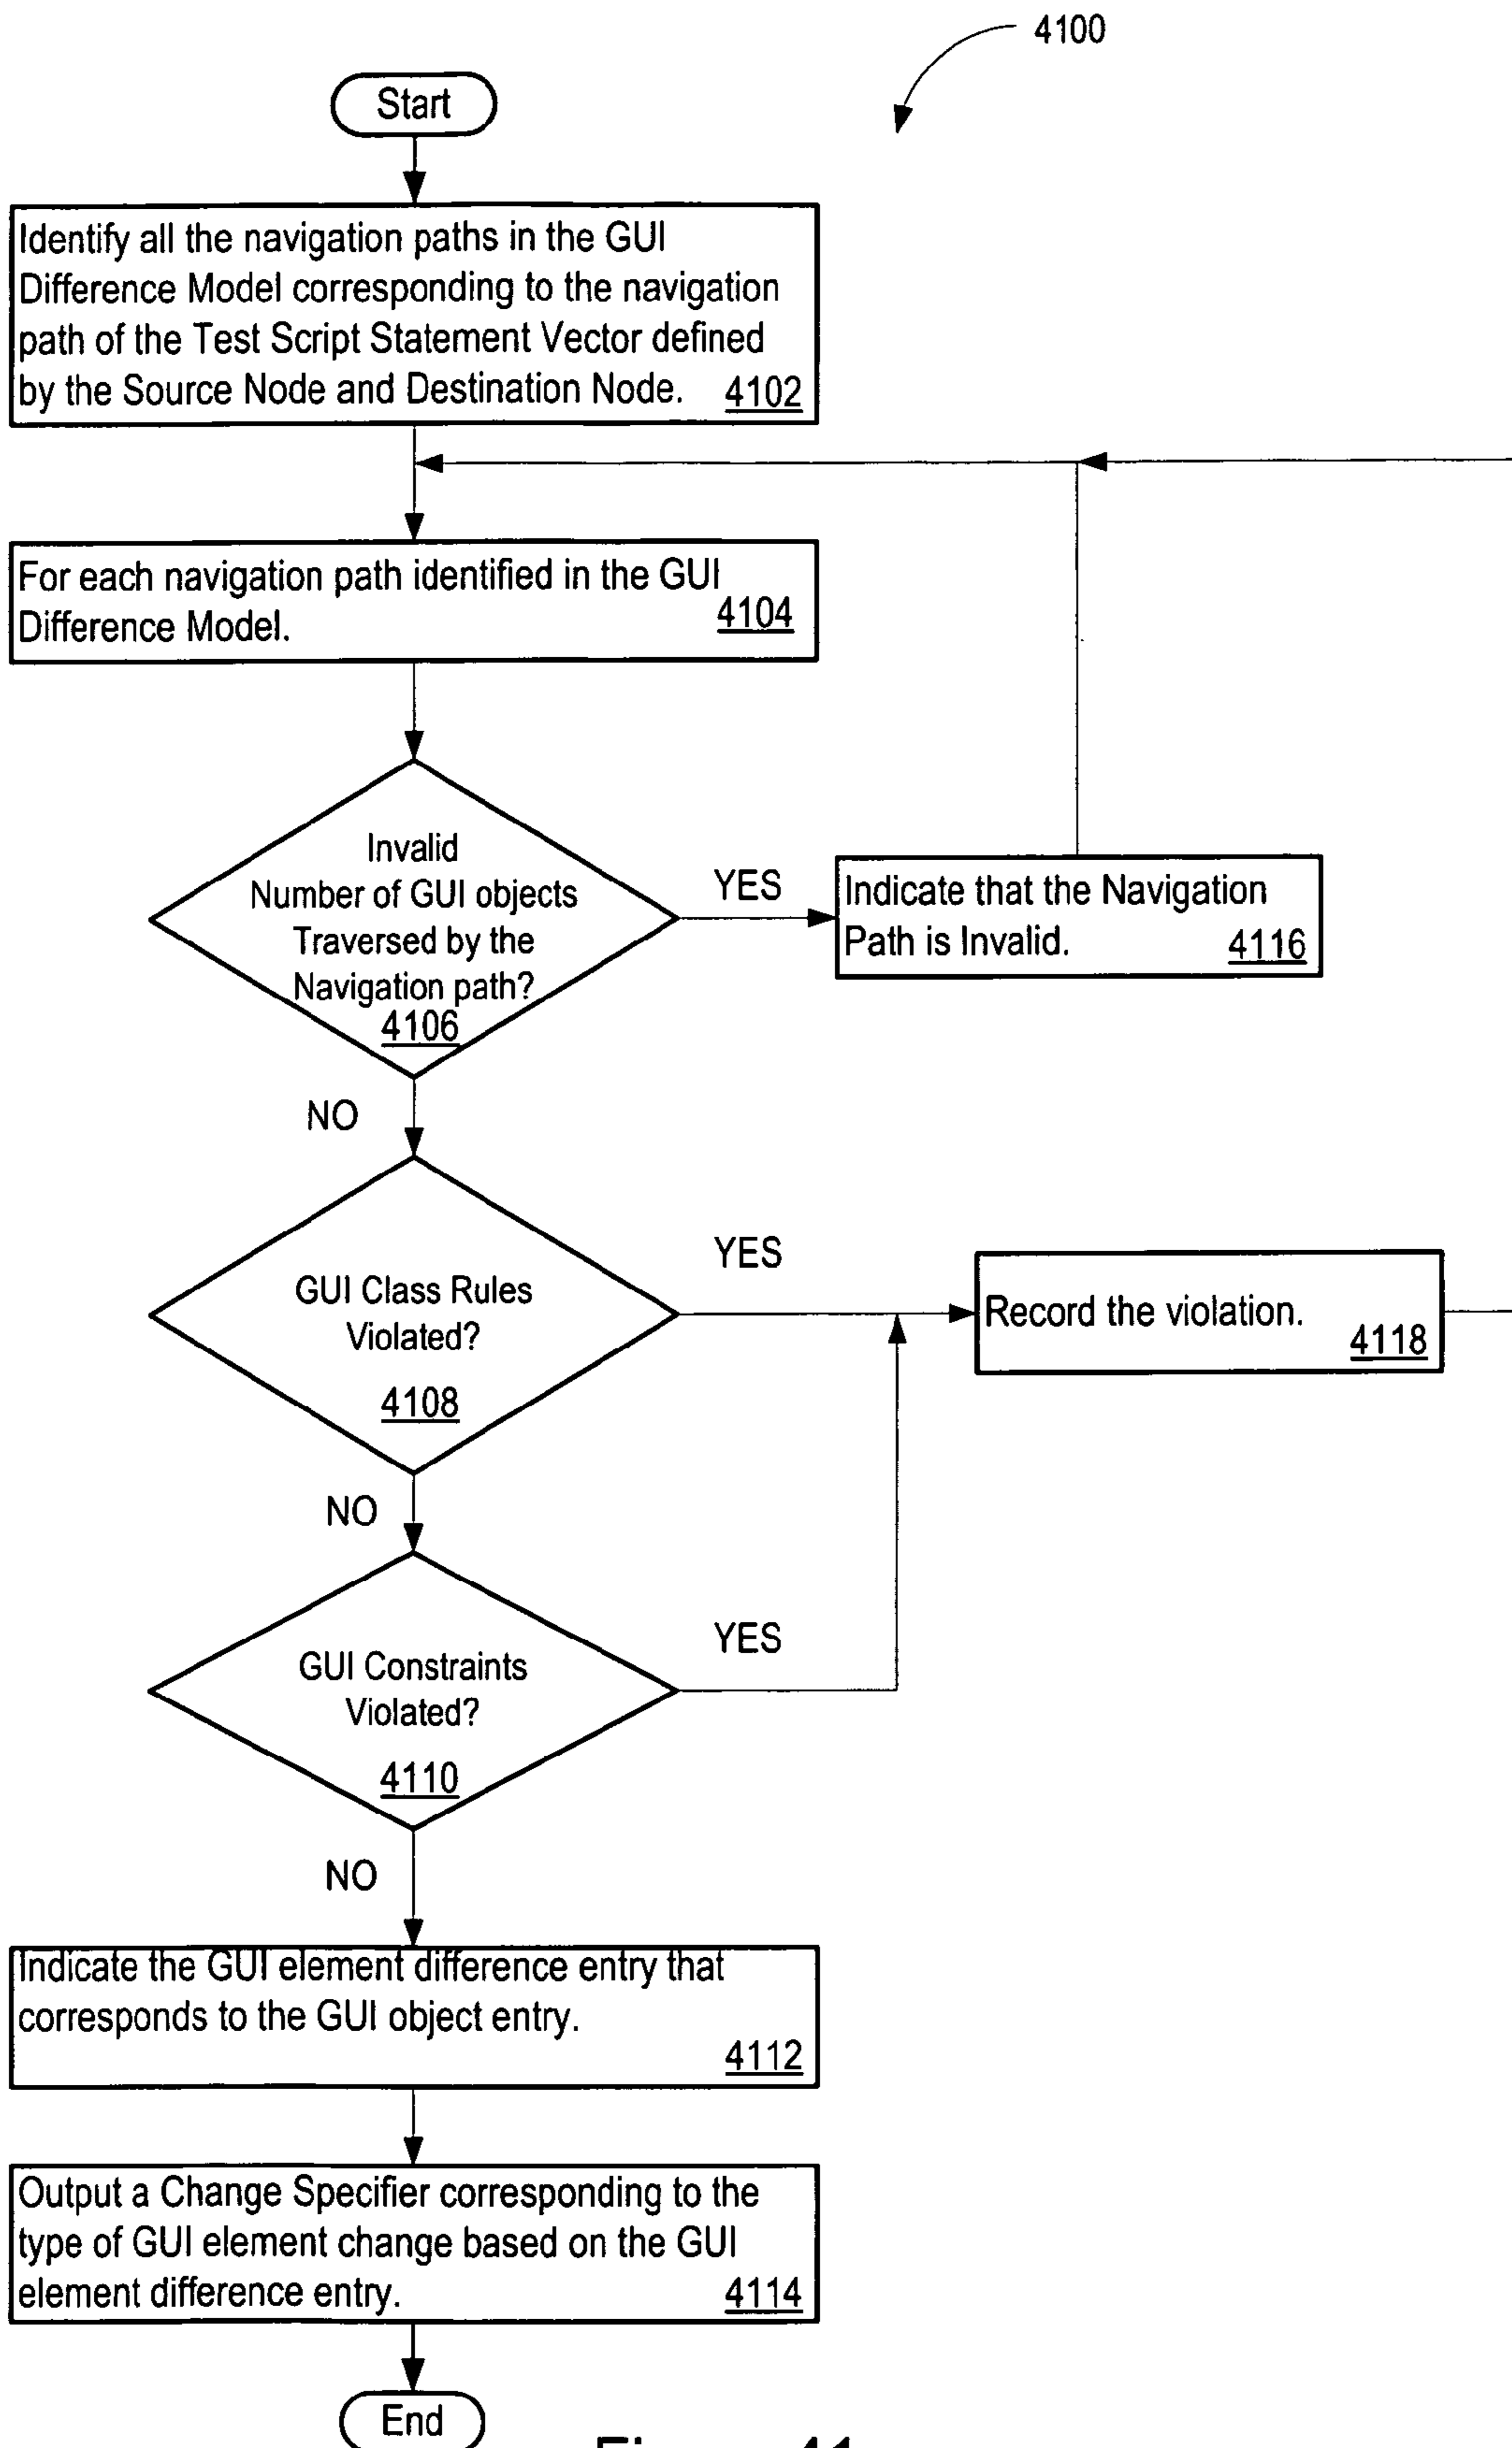 4100
Start
Identify all the navigation paths in the GUI
Difference Model corresponding to the navigation
path of the Test Script Statement Vector defined
by the Source Node and Destination Node. 4102
For each navigation path identified in the GUI
Difference Model. 4104
Invalid
Number of GUI objects
Traversed by the
Navigation path?
4106
YES
Indicate that the Navigation
Path is Invalid. 4116
NO
GUI Class Rules
Violated?
4108
YES
Record the violation.
4118
NO
GUI Constraints
Violated?
4110
YES
NO
Indicate the GUI element difference entry that
corresponds to the GUI object entry.
4112
Output a Change Specifier corresponding to the
type of GUI element change based on the GUI
element difference entry. 4114
End
Figure 41